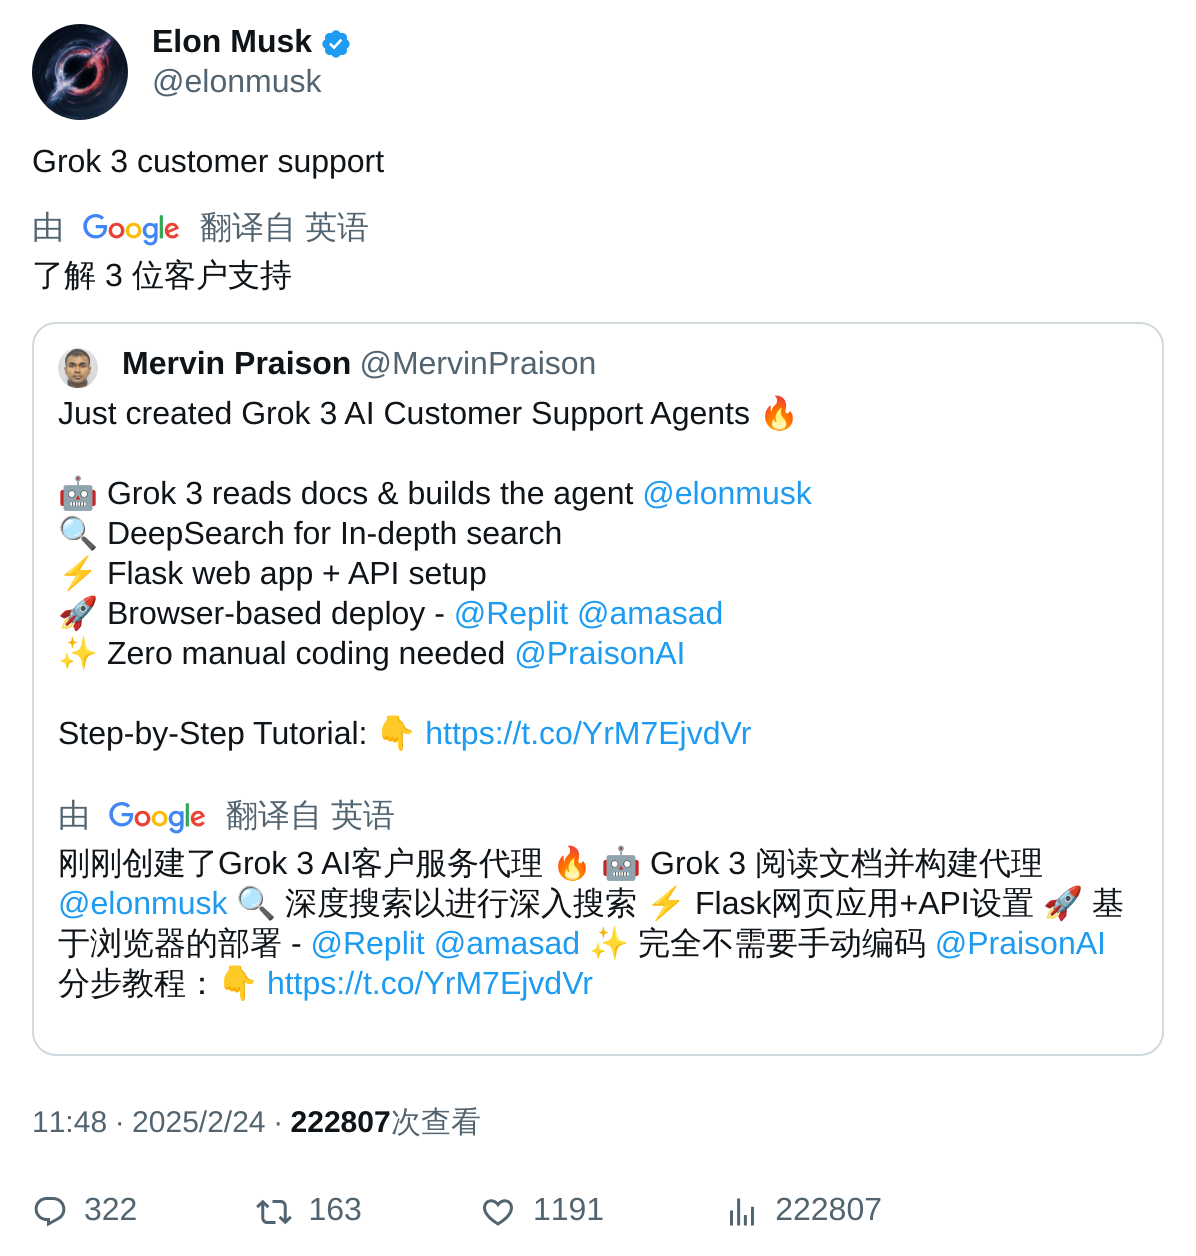 Elon Musk
@elonmusk
Grok 3 customer support
由 Google 翻译自 英语
了解 3 位客户支持
Mervin Praison @MervinPraison
Just created Grok 3 AI Customer Support Agents 🔥
🤖 Grok 3 reads docs & builds the agent @elonmusk
🔍 DeepSearch for In-depth search
⚡ Flask web app + API setup
🚀 Browser-based deploy - @Replit @amasad
✨ Zero manual coding needed @PraisonAI
Step-by-Step Tutorial: 👇 https://t.co/YrM7EjvdVr
由 Google 翻译自 英语
刚刚创建了Grok 3 AI客户服务代理 🔥 🤖 Grok 3 阅读文档并构建代理
@elonmusk 🔍 深度搜索以进行深入搜索 ⚡ Flask网页应用+API设置 🚀 基
于浏览器的部署 - @Replit @amasad ✨ 完全不需要手动编码 @PraisonAI
分步教程：👇 https://t.co/YrM7EjvdVr
11:48 · 2025/2/24 · 222807次查看
322 163 1191 222807